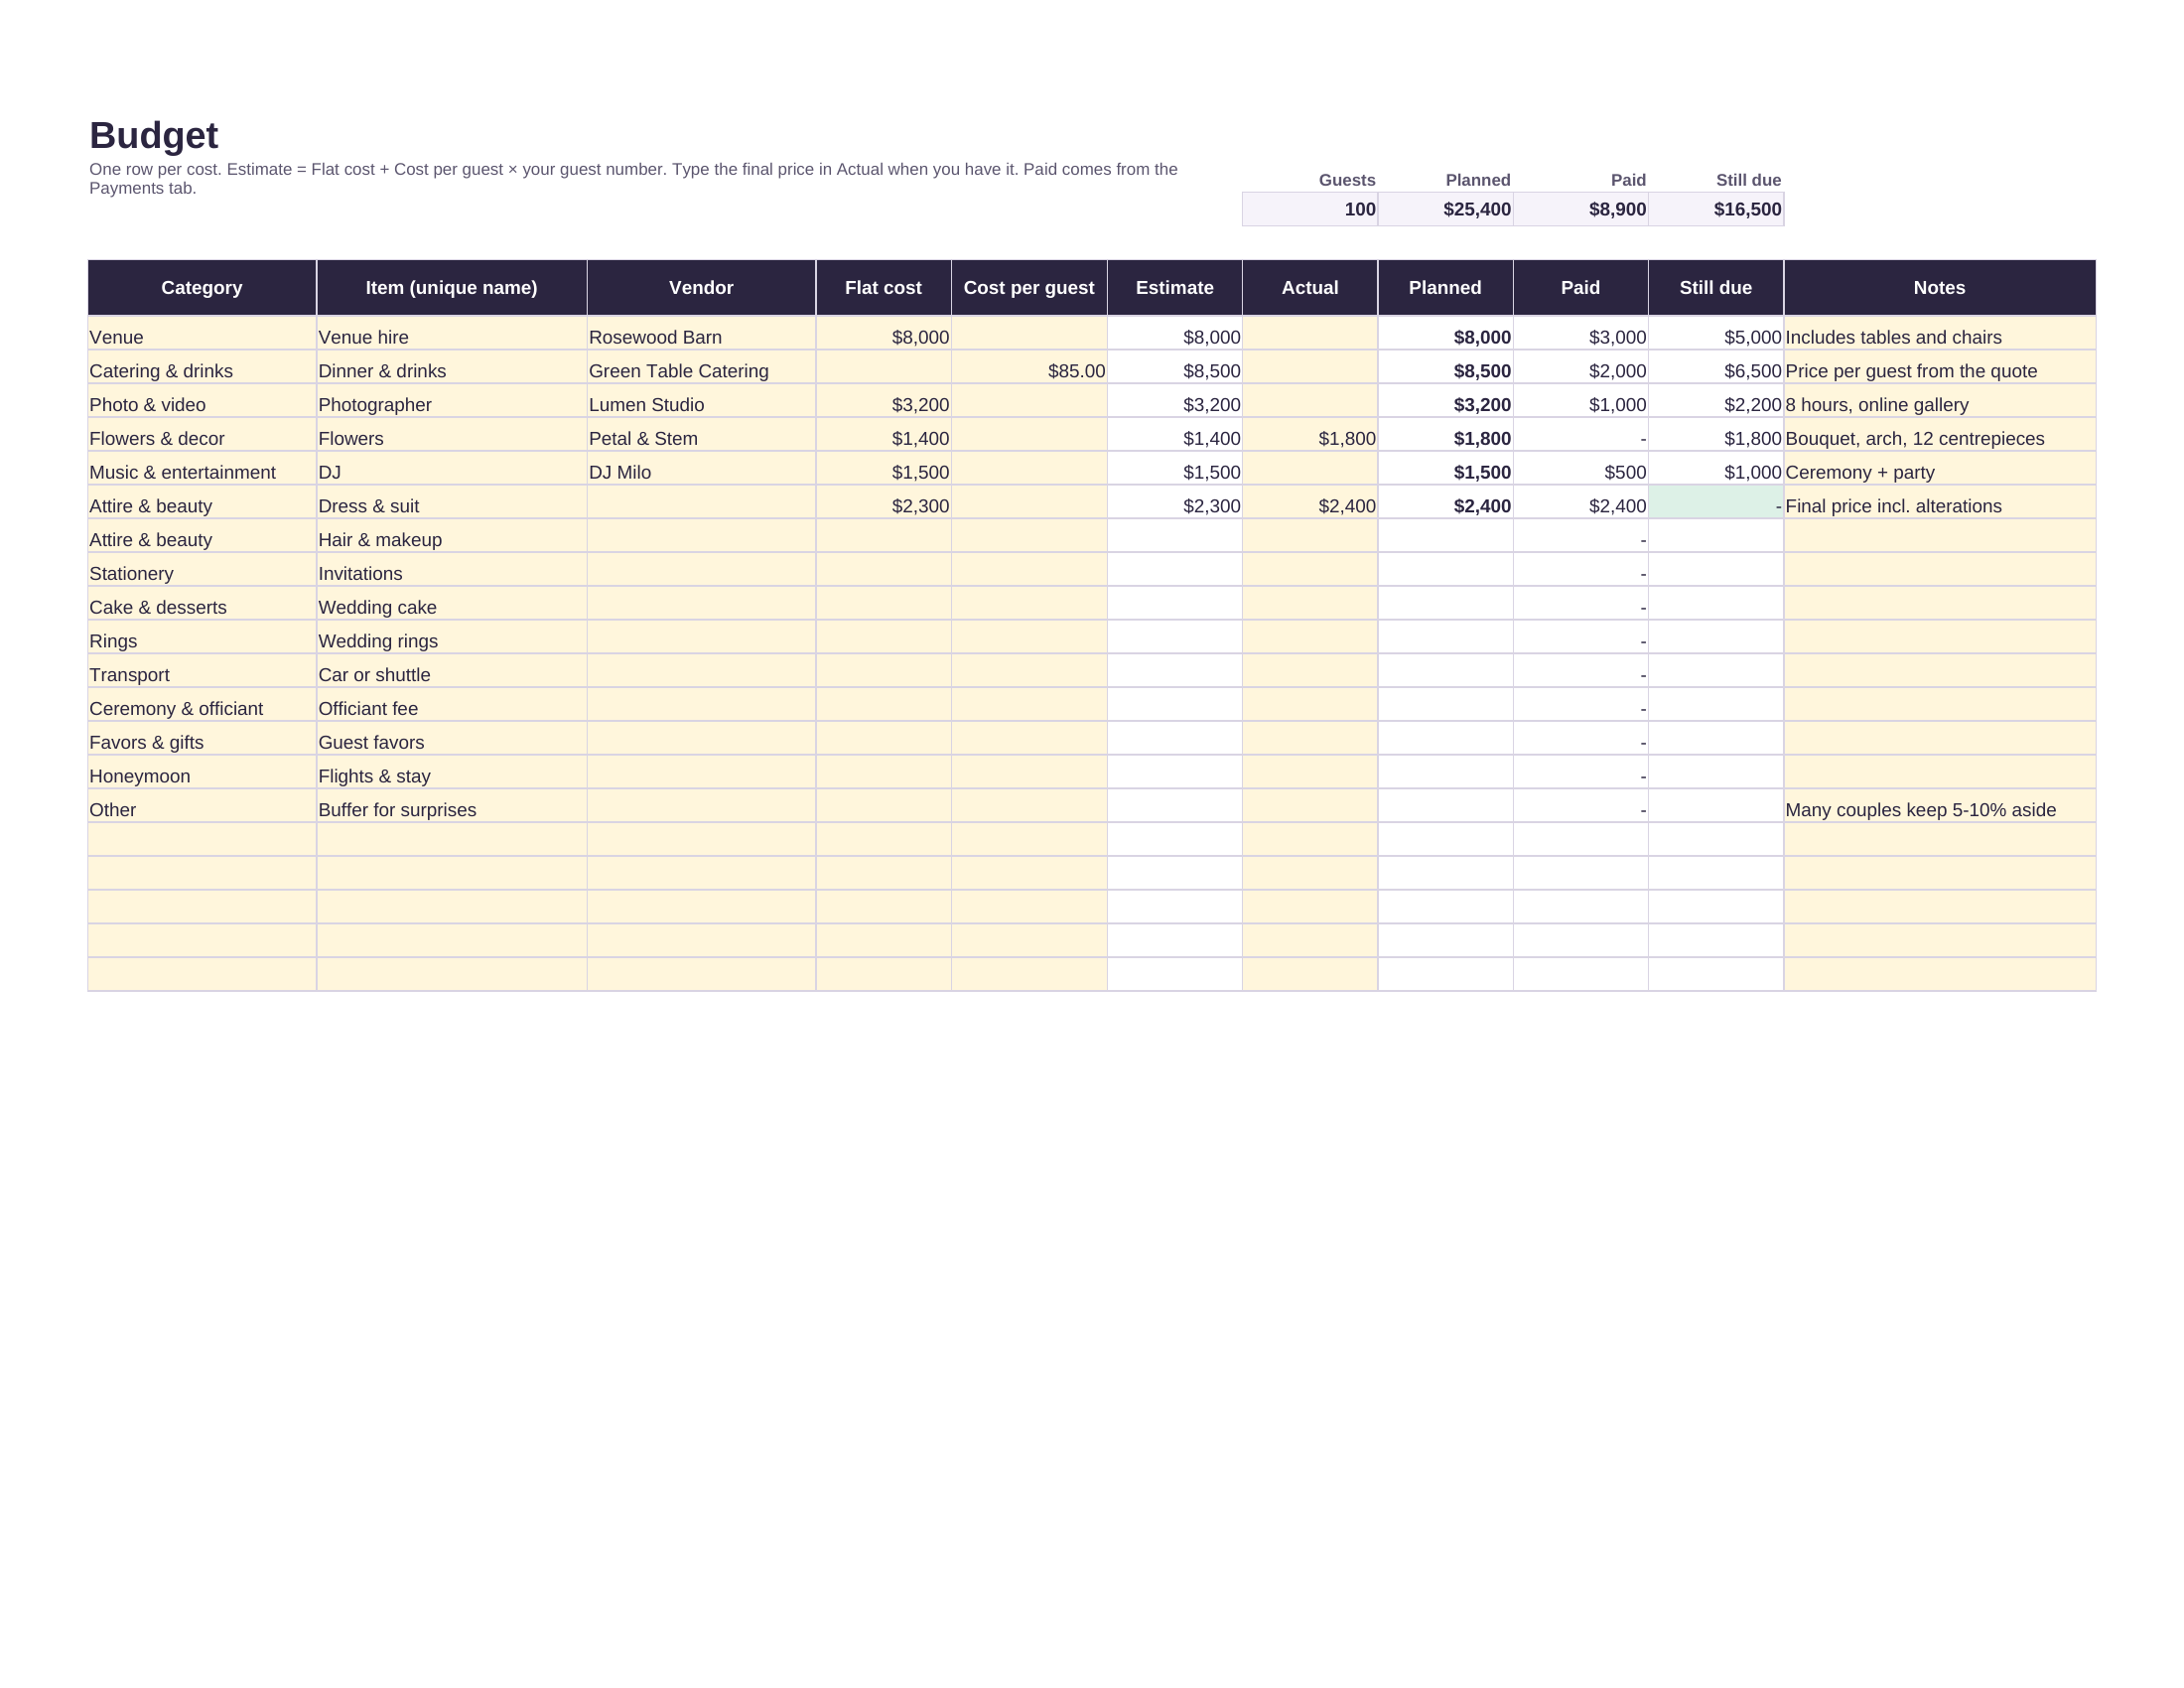 Budget
One row per cost. Estimate = Flat cost + Cost per guest × your guest number. Type the final price in Actual when you have it. Paid comes from the
Payments tab.
Guests Planned Paid Still due
100 $25,400 $8,900 $16,500
Category Item (unique name) Vendor Flat cost Cost per guest Estimate Actual Planned Paid Still due Notes
Venue Venue hire Rosewood Barn $8,000 $8,000 $8,000 $3,000 $5,000 Includes tables and chairs
Catering & drinks Dinner & drinks Green Table Catering $85.00 $8,500 $8,500 $2,000 $6,500 Price per guest from the quote
Photo & video Photographer Lumen Studio $3,200 $3,200 $3,200 $1,000 $2,200 8 hours, online gallery
Flowers & decor Flowers Petal & Stem $1,400 $1,400 $1,800 $1,800 - $1,800 Bouquet, arch, 12 centrepieces
Music & entertainment DJ DJ Milo $1,500 $1,500 $1,500 $500 $1,000 Ceremony + party
Attire & beauty Dress & suit $2,300 $2,300 $2,400 $2,400 $2,400 - Final price incl. alterations
Attire & beauty Hair & makeup -
Stationery Invitations -
Cake & desserts Wedding cake -
Rings Wedding rings -
Transport Car or shuttle -
Ceremony & officiant Officiant fee -
Favors & gifts Guest favors -
Honeymoon Flights & stay -
Other Buffer for surprises - Many couples keep 5-10% aside